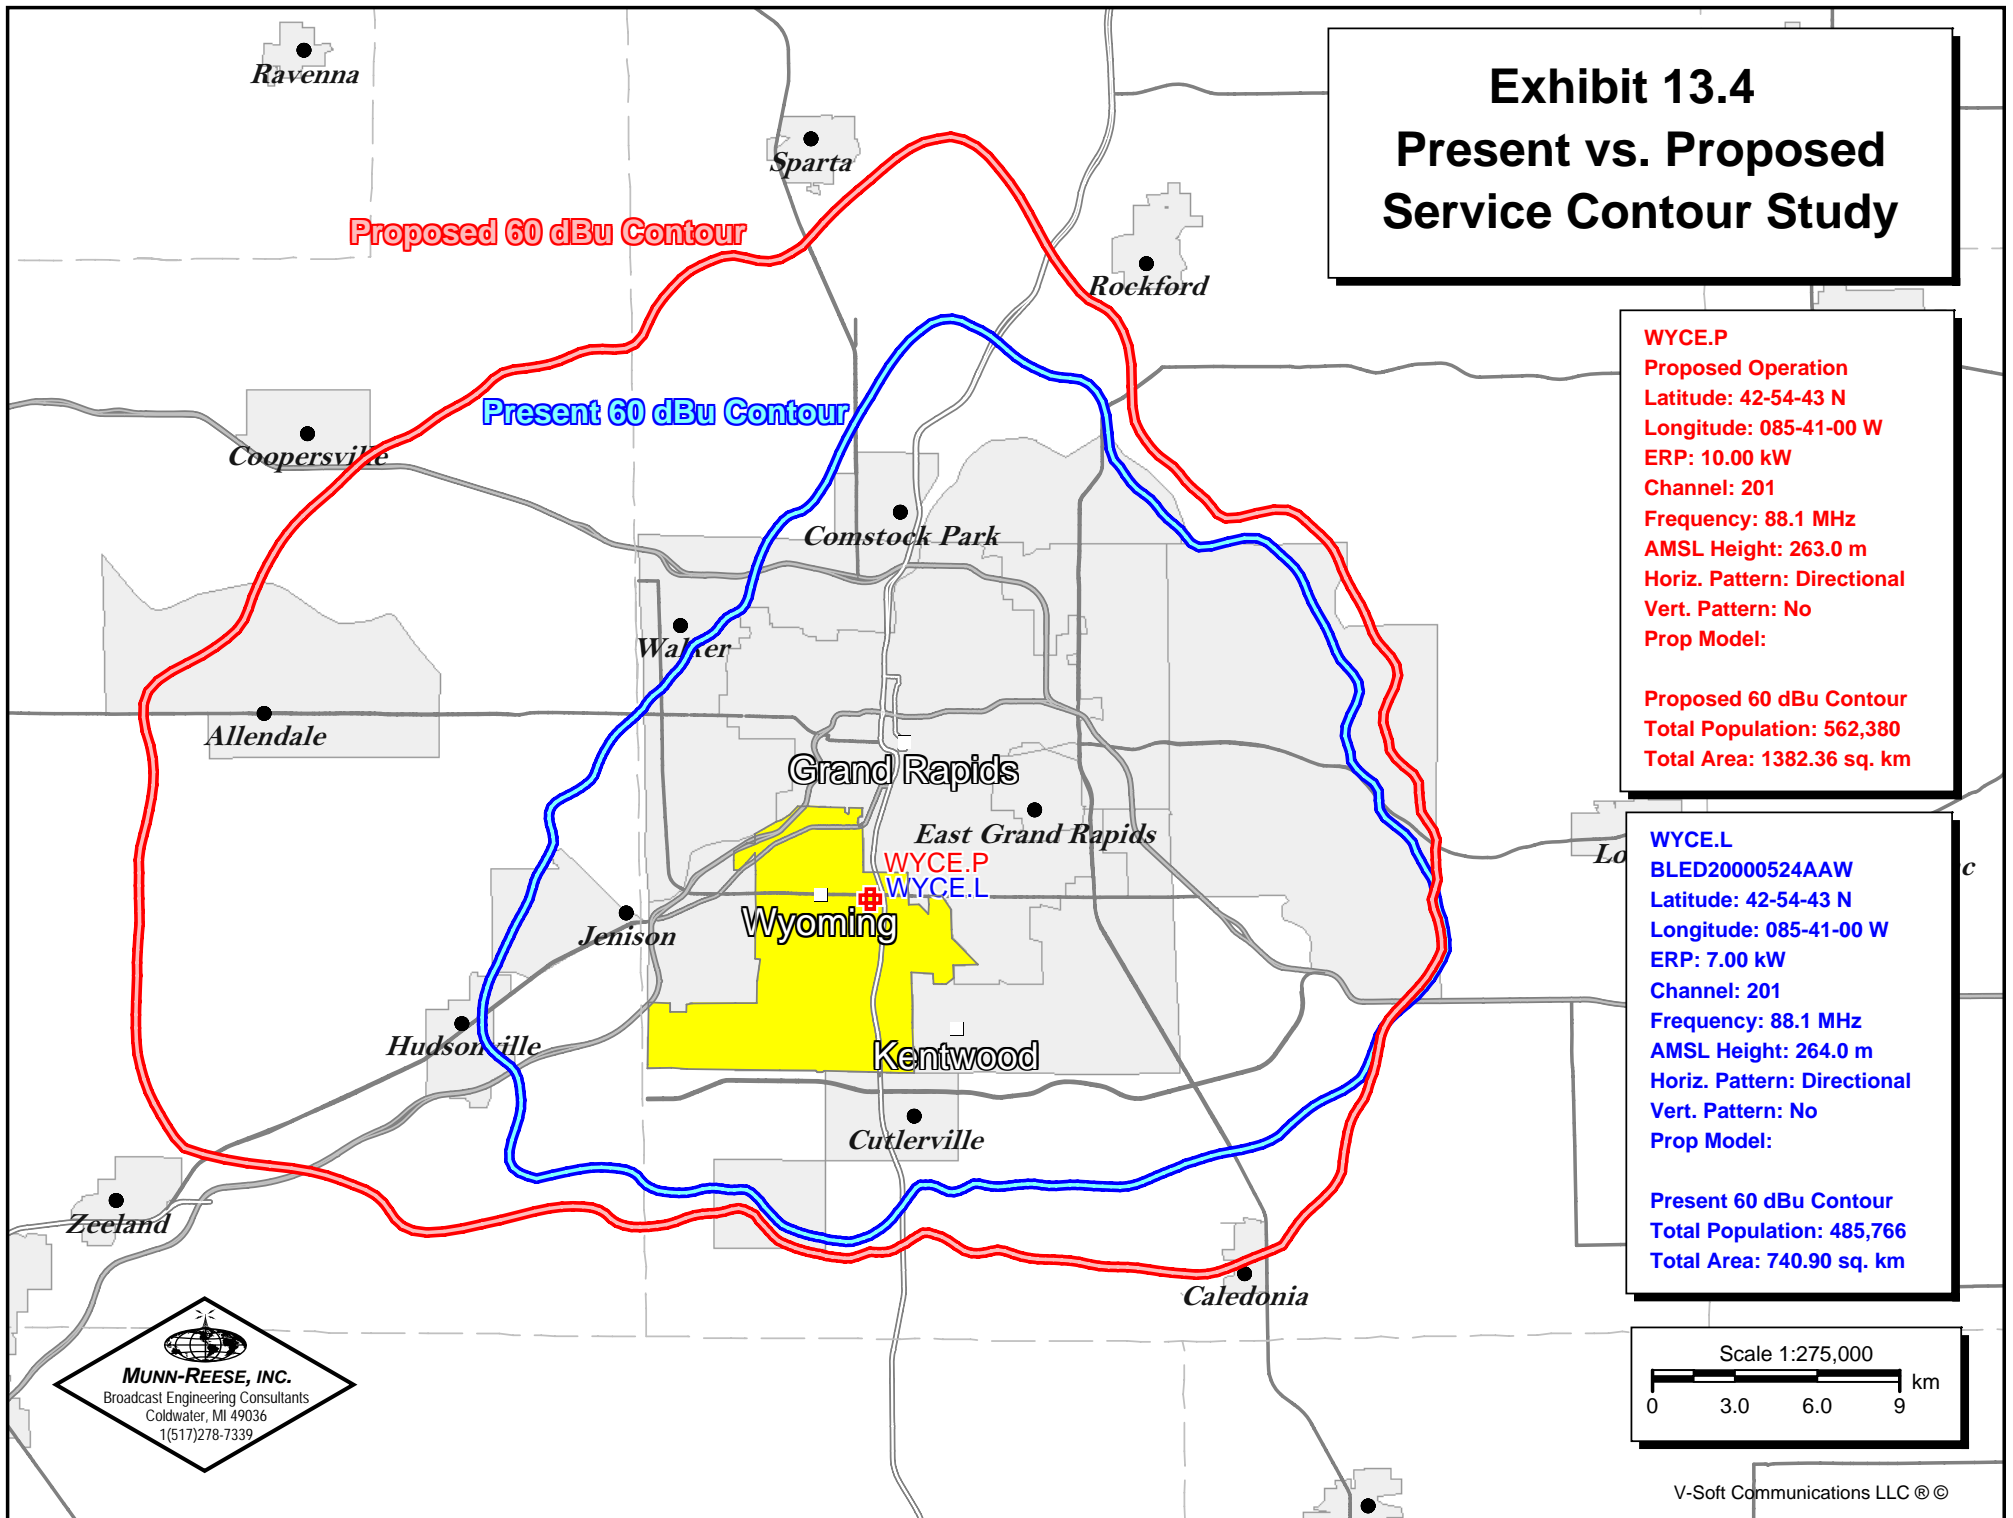 Exhibit 13.4
Present vs. Proposed
Service Contour Study
Ravenna
Sparta
Proposed 60 dBu Contour
Rockford
Present 60 dBu Contour
Coopersville
Comstock Park
Walker
Allendale
Grand Rapids
East Grand Rapids
WYCE.P
WYCE.L
Wyoming
Jenison
Hudsonville
Kentwood
Cutlerville
Zeeland
Caledonia
Lo
c
WYCE.P
Proposed Operation
Latitude: 42-54-43 N
Longitude: 085-41-00 W
ERP: 10.00 kW
Channel: 201
Frequency: 88.1 MHz
AMSL Height: 263.0 m
Horiz. Pattern: Directional
Vert. Pattern: No
Prop Model:
Proposed 60 dBu Contour
Total Population: 562,380
Total Area: 1382.36 sq. km
WYCE.L
BLED20000524AAW
Latitude: 42-54-43 N
Longitude: 085-41-00 W
ERP: 7.00 kW
Channel: 201
Frequency: 88.1 MHz
AMSL Height: 264.0 m
Horiz. Pattern: Directional
Vert. Pattern: No
Prop Model:
Present 60 dBu Contour
Total Population: 485,766
Total Area: 740.90 sq. km
Scale 1:275,000
km
0 3.0 6.0 9
MUNN-REESE, INC.
Broadcast Engineering Consultants
Coldwater, MI 49036
1(517)278-7339
V-Soft Communications LLC ® ©